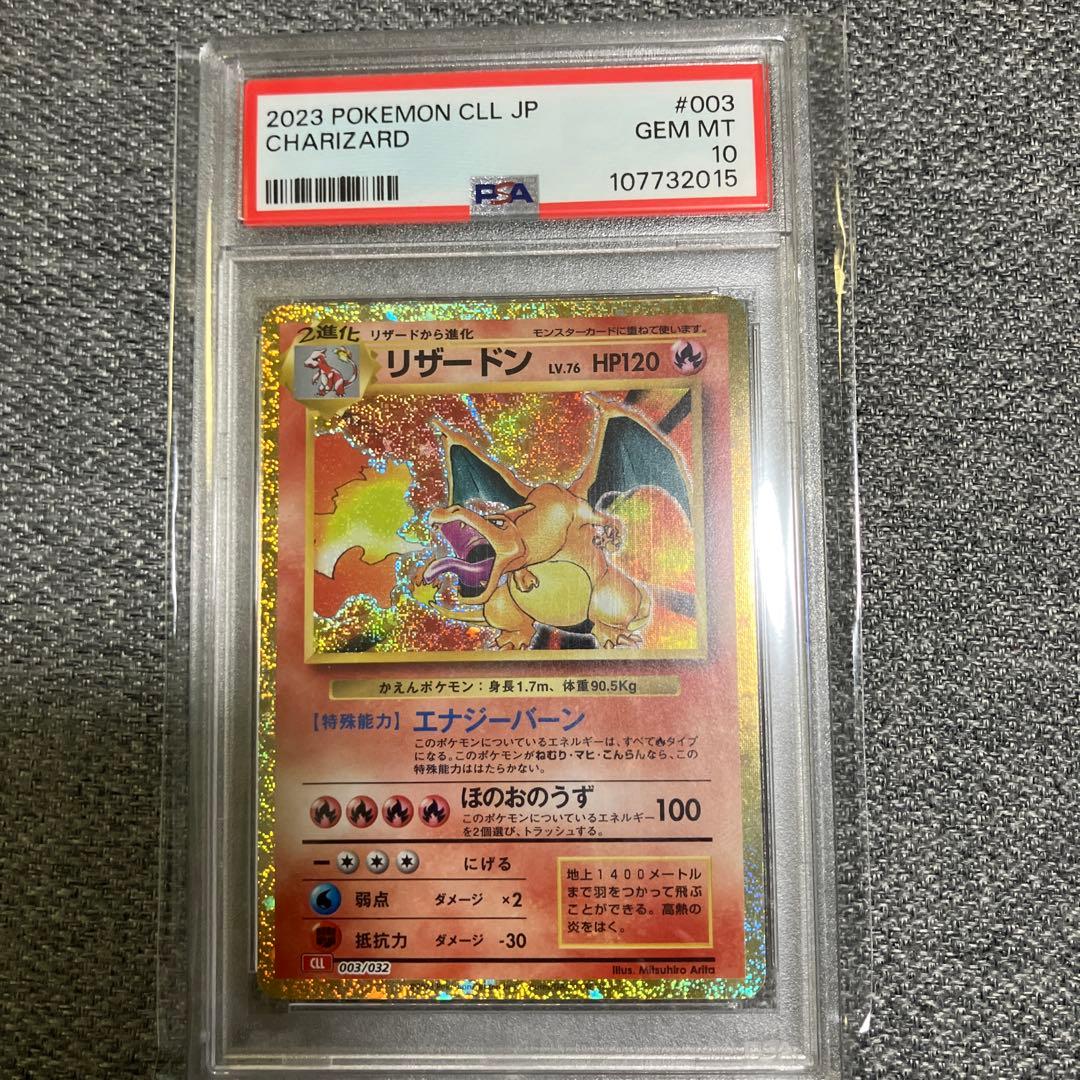 2023 POKEMON CLL JP #003
CHARIZARD GEM MT
10
PSA 107732015
2進化 リザードから進化 モンスターカードに重ねて使います。
リザードン LV.76 HP120
かえんポケモン：身長1.7m、体重90.5Kg
【特殊能力】エナジーバーン
このポケモンについているエネルギーは、すべて🔥タイプ
になる。このポケモンがねむり・マヒ・こんらんなら、この
特殊能力ははたらかない。
ほのおのうず 100
このポケモンについているエネルギー
を2個選び、トラッシュする。
にげる
弱点 ダメージ ×2
抵抗力 ダメージ -30
地上1400メートル
まで羽をつかって飛ぶ
ことができる。高熱の
炎をはく。
CLL 003/032
Illus. Mitsuhiro Arita